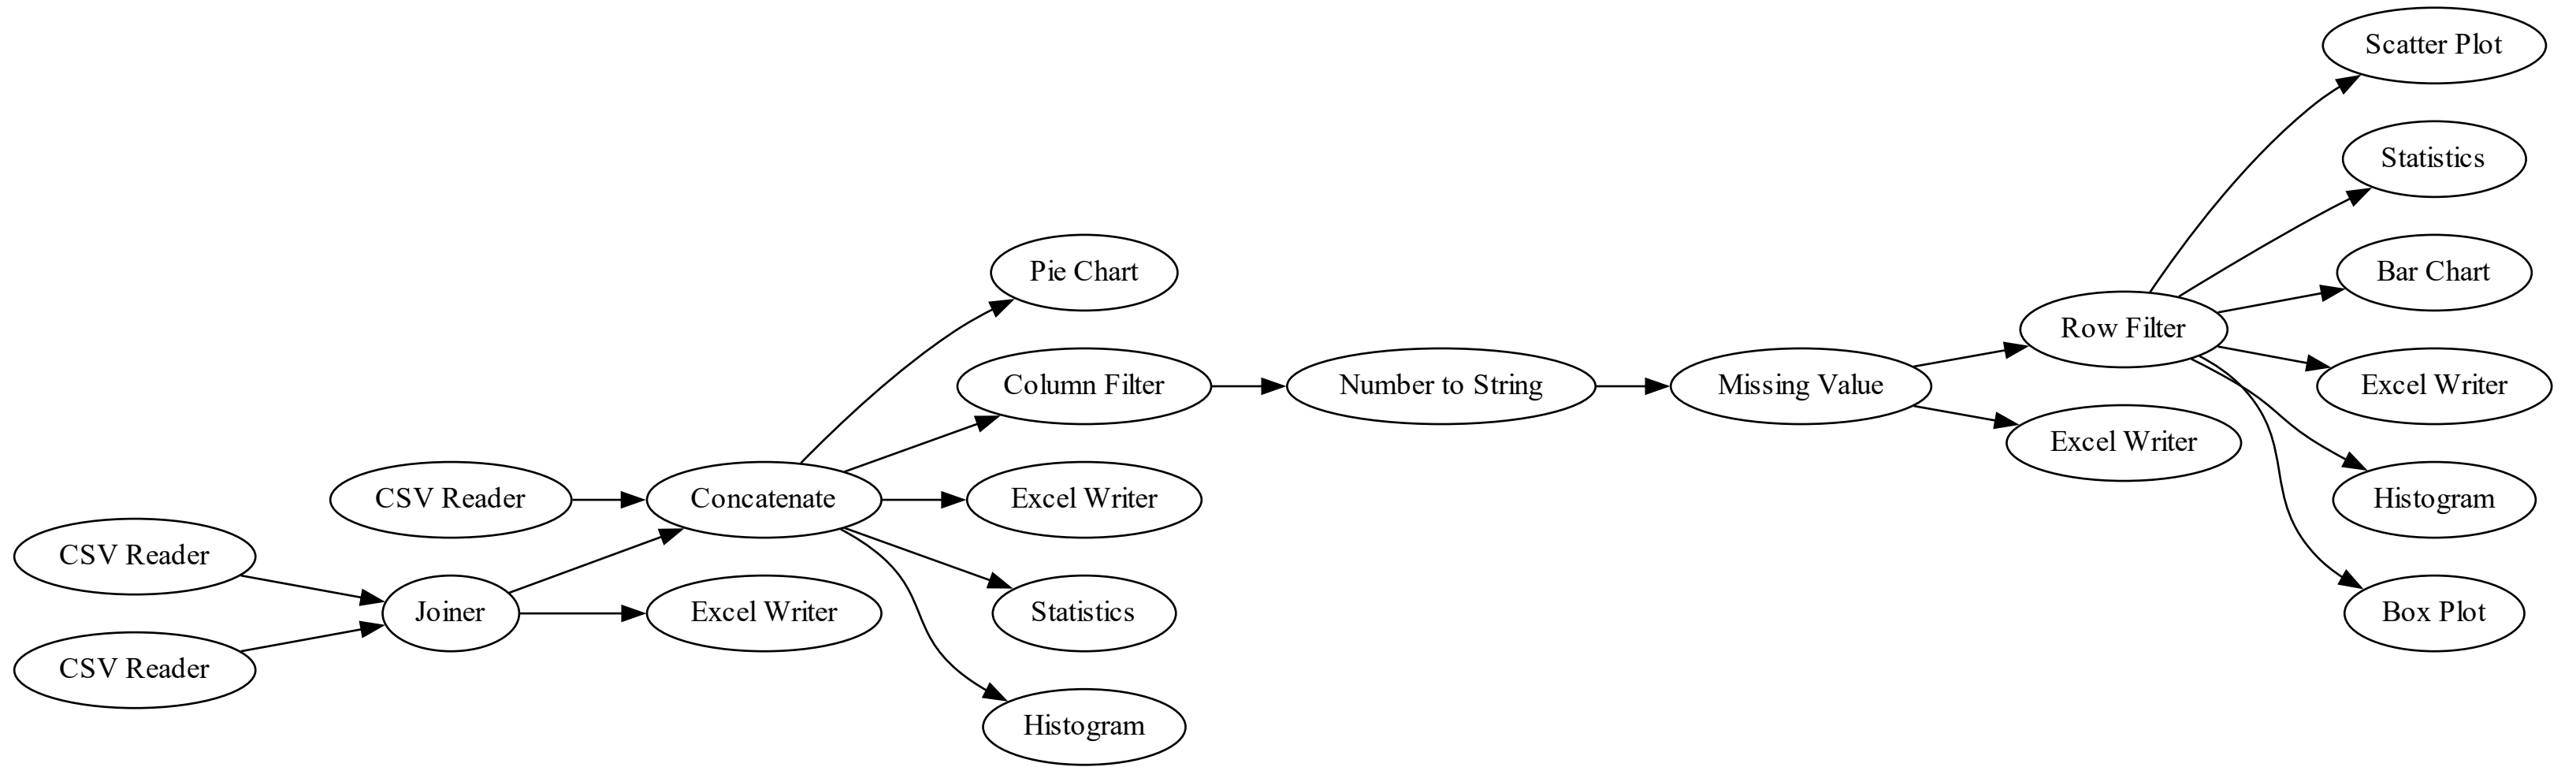 Scatter Plot
Statistics
Bar Chart
Pie Chart
Row Filter
Column Filter
Number to String
Missing Value
Excel Writer
Excel Writer
CSV Reader
Concatenate
Excel Writer
Histogram
CSV Reader
Joiner
Excel Writer
Statistics
Box Plot
CSV Reader
Histogram